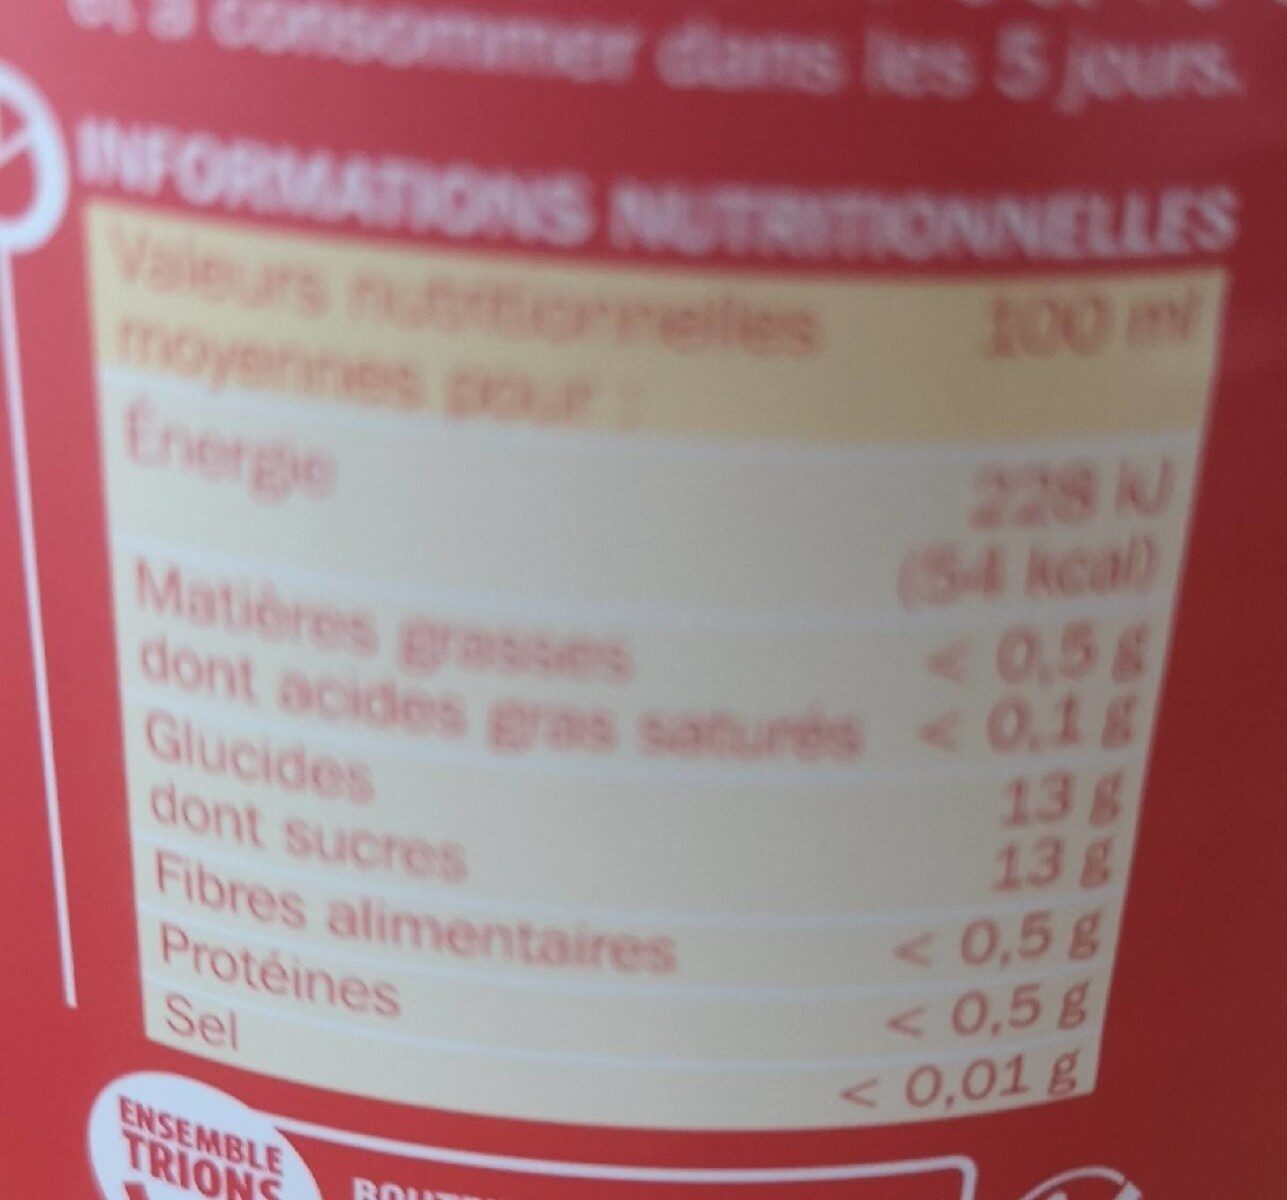 et à consommer dans les 5 jours.
INFORMATIONS NUTRITIONNELLES
Valeurs nutritionnelles 100 ml
moyennes pour :
Énergie 228 kJ
(54 kcal)
Matières grasses < 0,5 g
dont acides gras saturés < 0,1 g
Glucides 13 g
dont sucres 13 g
Fibres alimentaires < 0,5 g
Protéines < 0,5 g
Sel < 0,01 g
ENSEMBLE
TRIONS